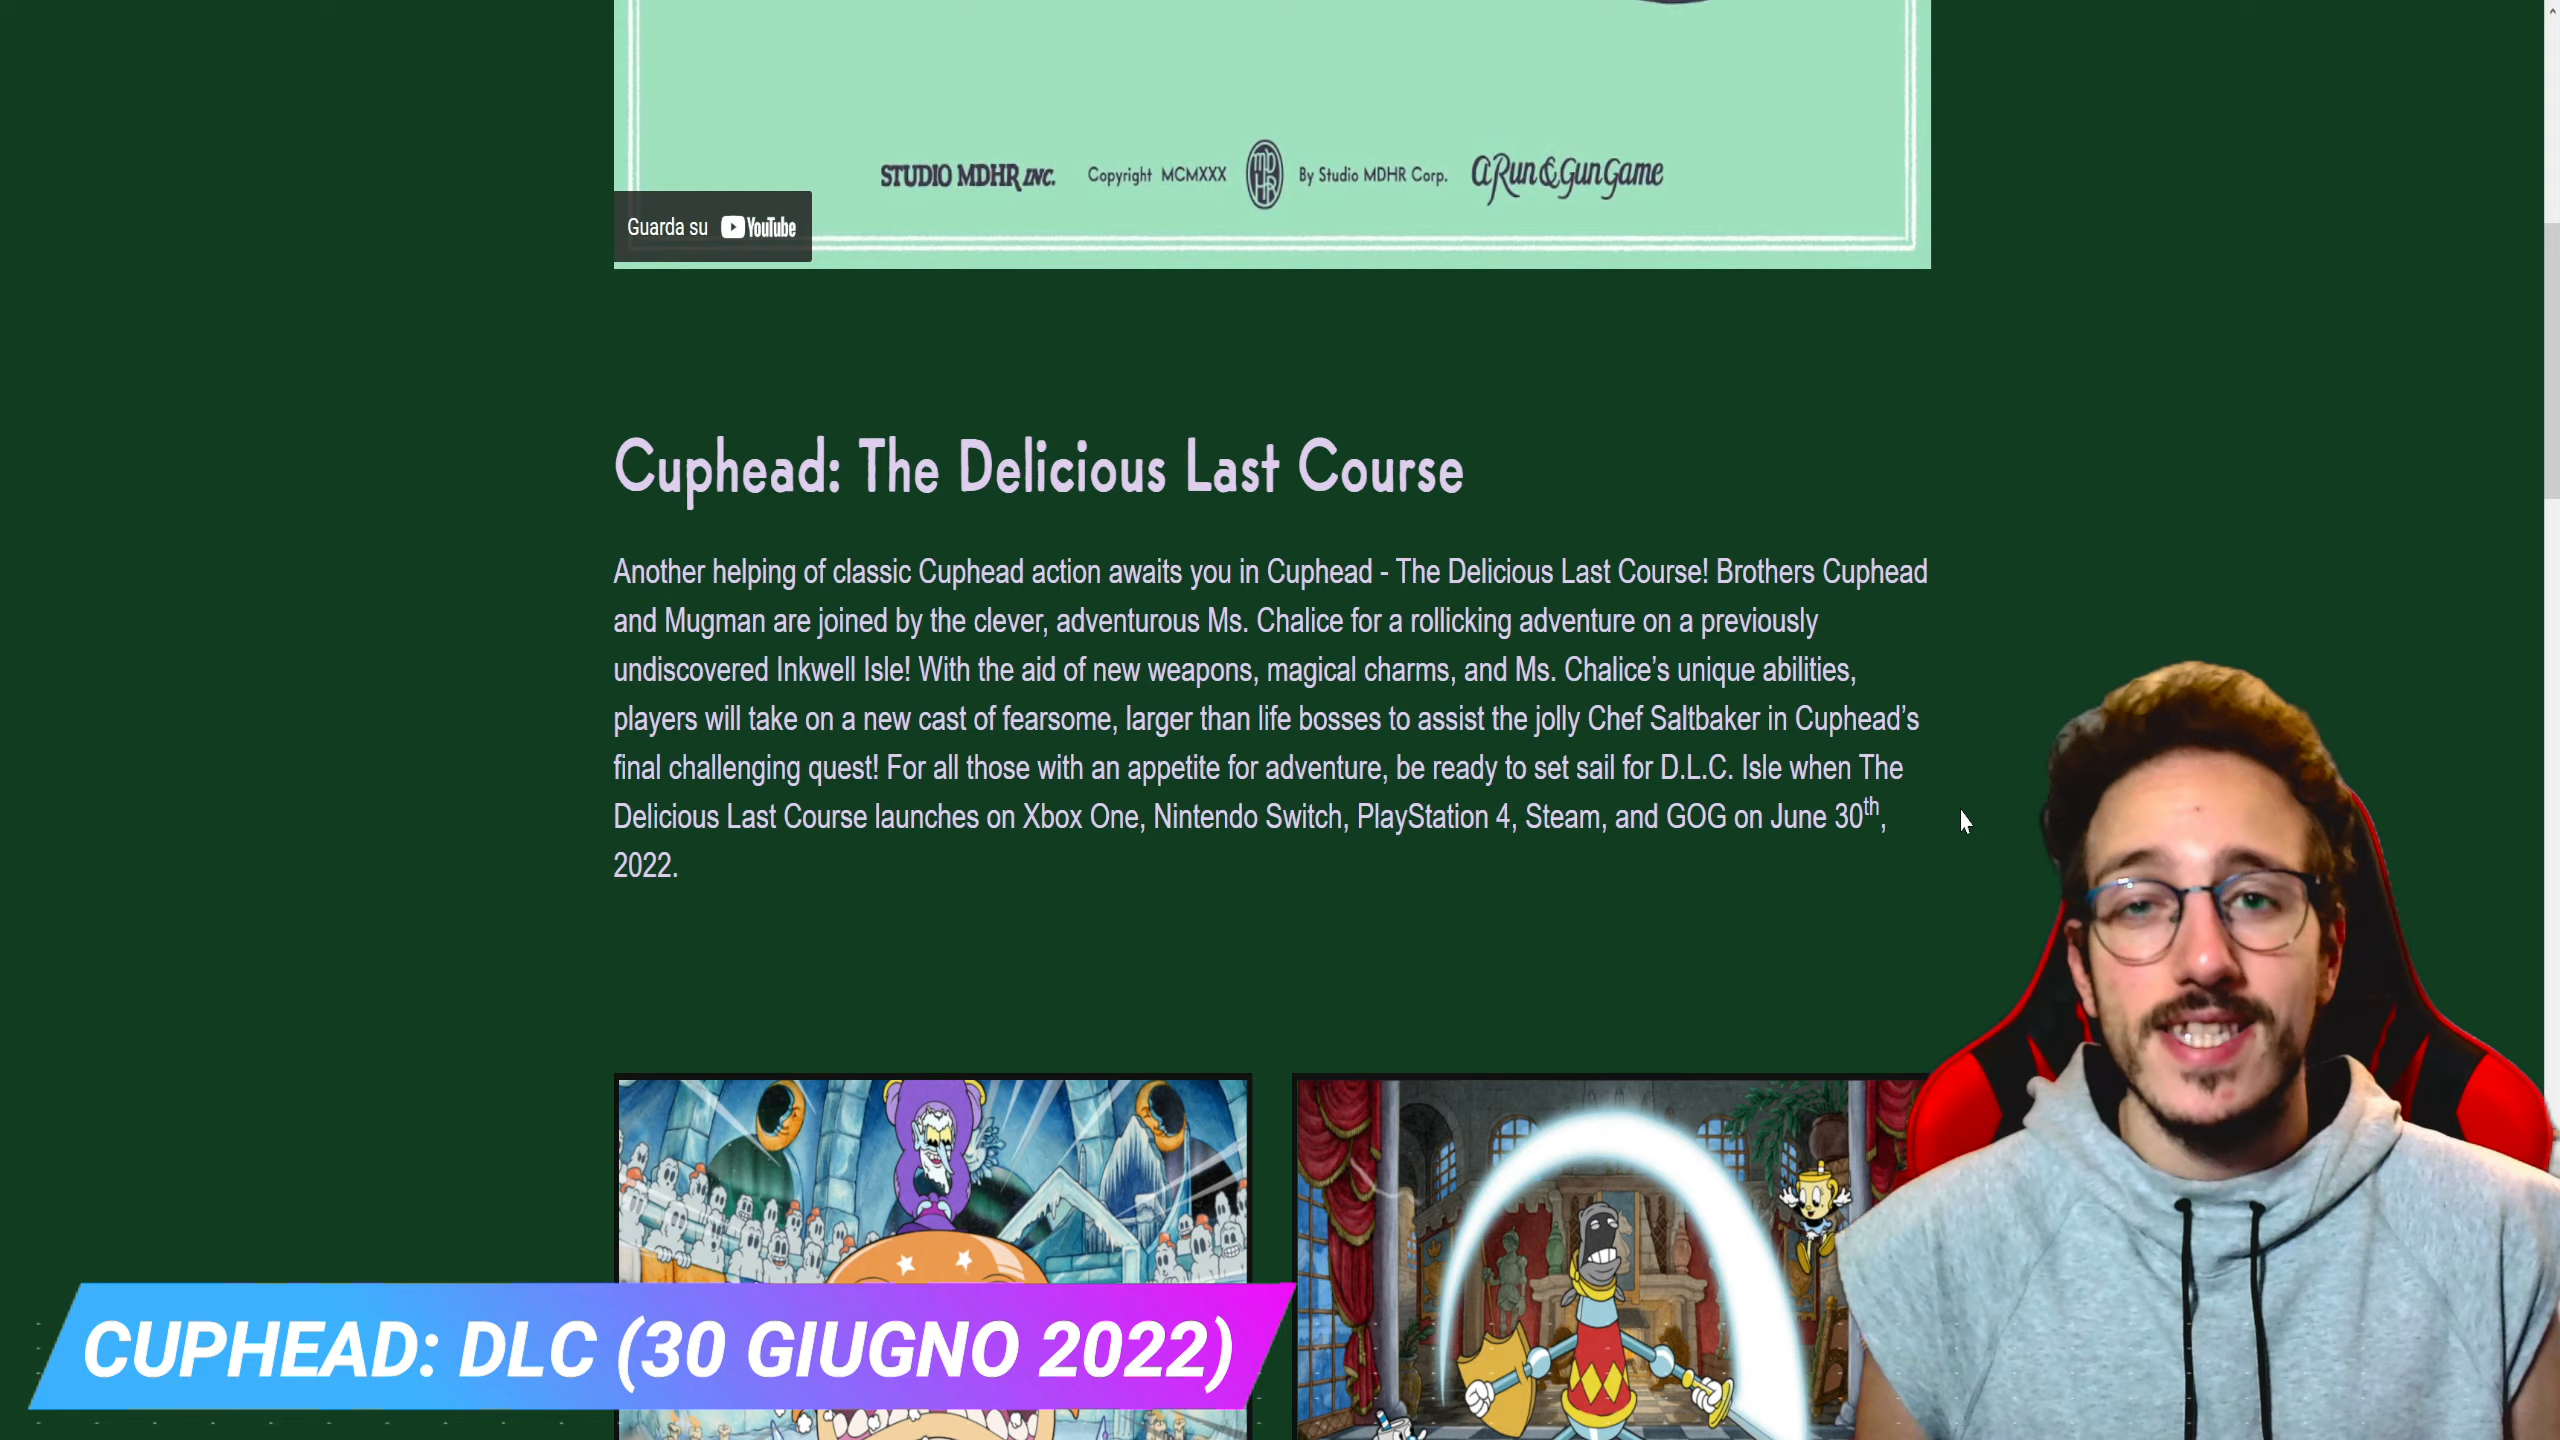 STUDIO MDHR INC. Copyright MCMXXX MDHR By Studio MDHR Corp. A Run & Gun Game
Guarda su YouTube
Cuphead: The Delicious Last Course
Another helping of classic Cuphead action awaits you in Cuphead - The Delicious Last Course! Brothers Cuphead
and Mugman are joined by the clever, adventurous Ms. Chalice for a rollicking adventure on a previously
undiscovered Inkwell Isle! With the aid of new weapons, magical charms, and Ms. Chalice’s unique abilities,
players will take on a new cast of fearsome, larger than life bosses to assist the jolly Chef Saltbaker in Cuphead’s
final challenging quest! For all those with an appetite for adventure, be ready to set sail for D.L.C. Isle when The
Delicious Last Course launches on Xbox One, Nintendo Switch, PlayStation 4, Steam, and GOG on June 30th,
2022.
CUPHEAD: DLC (30 GIUGNO 2022)